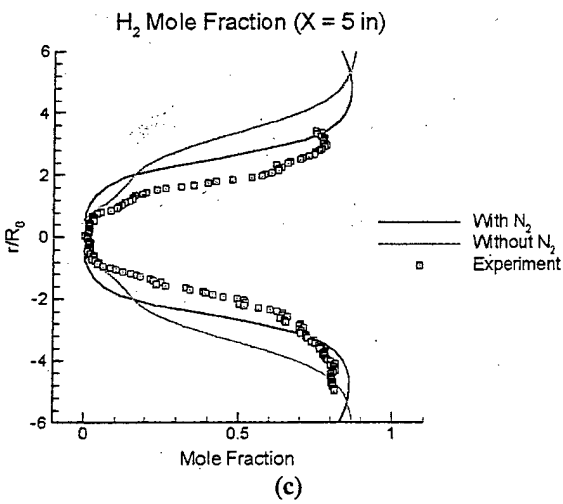 H₂ Mole Fraction (X = 5 in)
6
4
2
0
-2
-4
-6
r/R₀
0
0.5
1
Mole Fraction
With N₂
Without N₂
Experiment
(c)